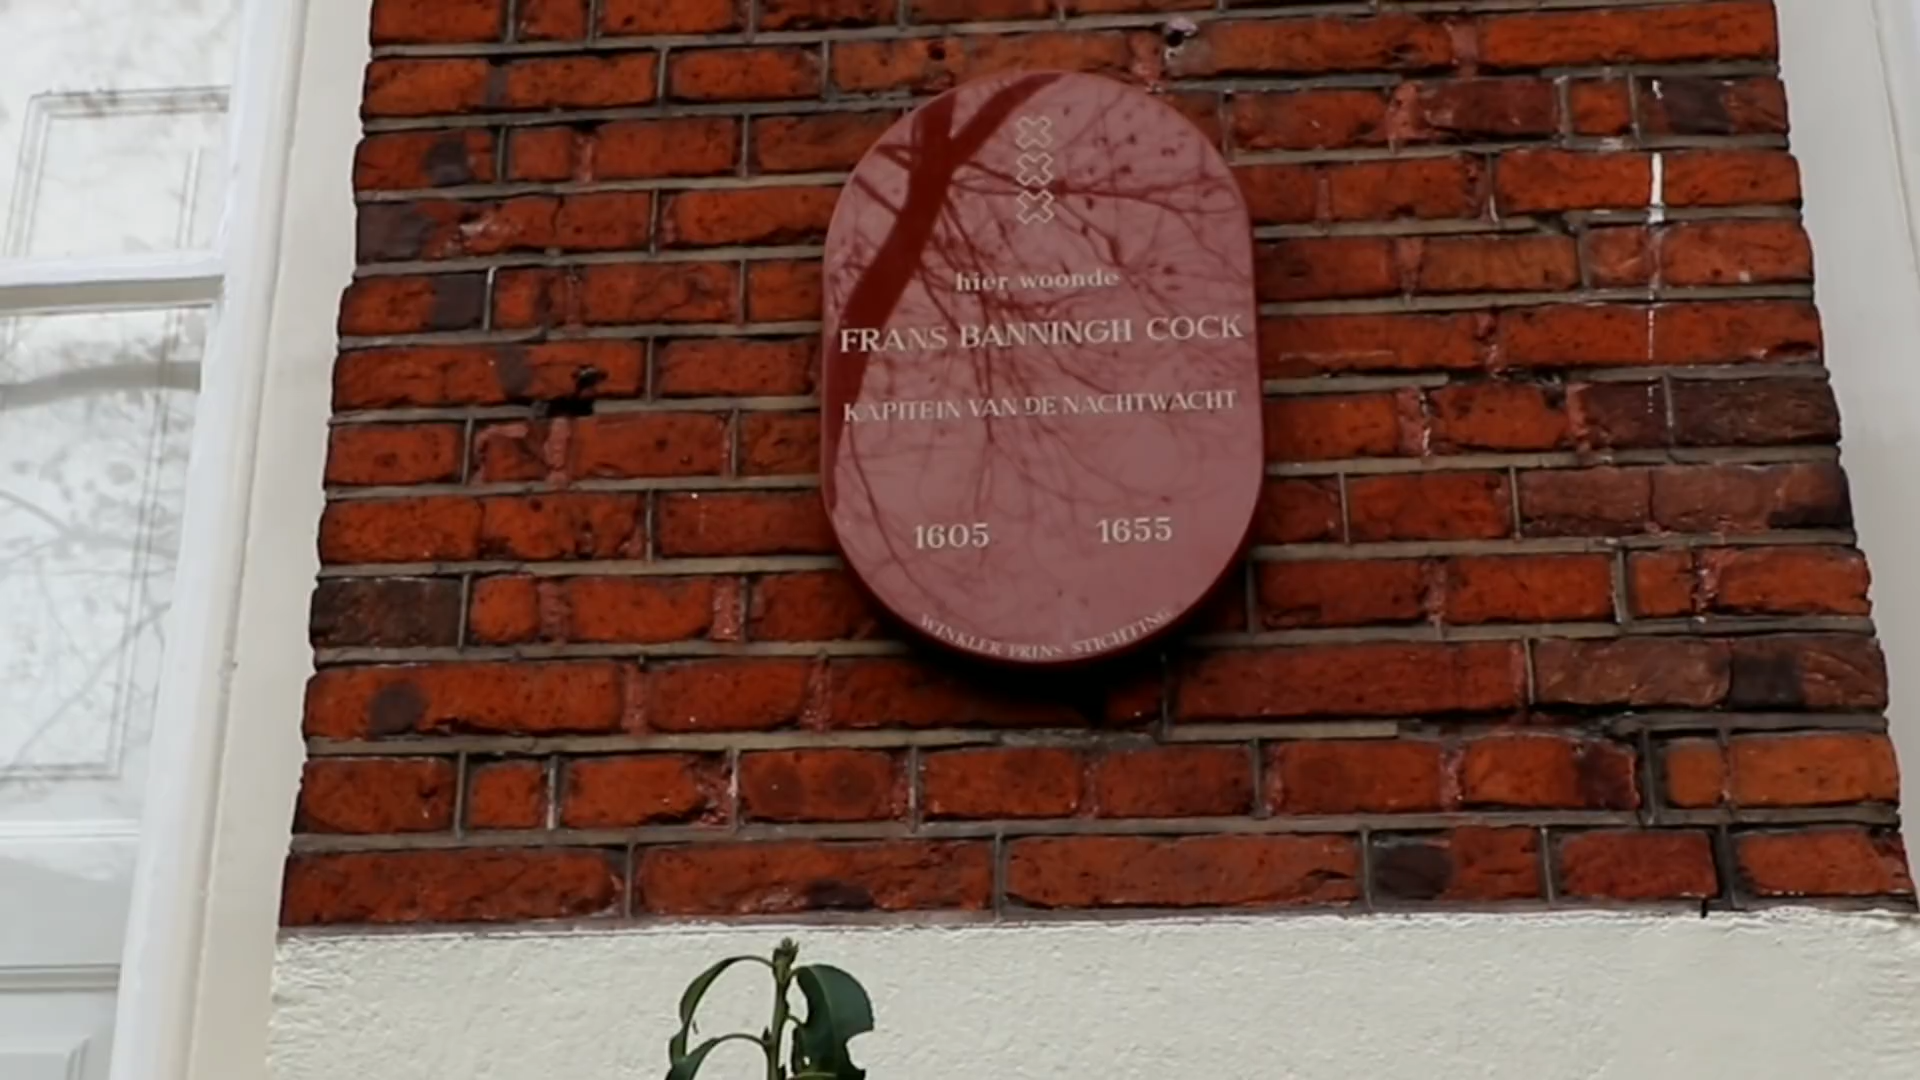 hier woonde
FRANS BANNINGH COCK
KAPITEIN VAN DE NACHTWACHT
1605 1655
WINKLER PRINS STICHTING